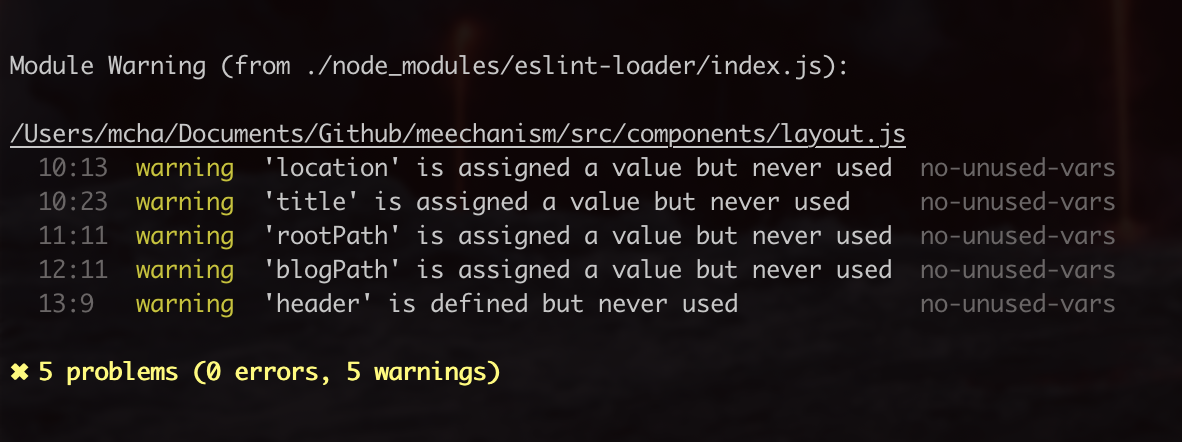 Module Warning (from ./node_modules/eslint-loader/index.js):
/Users/mcha/Documents/Github/meechanism/src/components/layout.js
10:13 warning 'location' is assigned a value but never used no-unused-vars
10:23 warning 'title' is assigned a value but never used no-unused-vars
11:11 warning 'rootPath' is assigned a value but never used no-unused-vars
12:11 warning 'blogPath' is assigned a value but never used no-unused-vars
13:9 warning 'header' is defined but never used no-unused-vars
✖ 5 problems (0 errors, 5 warnings)